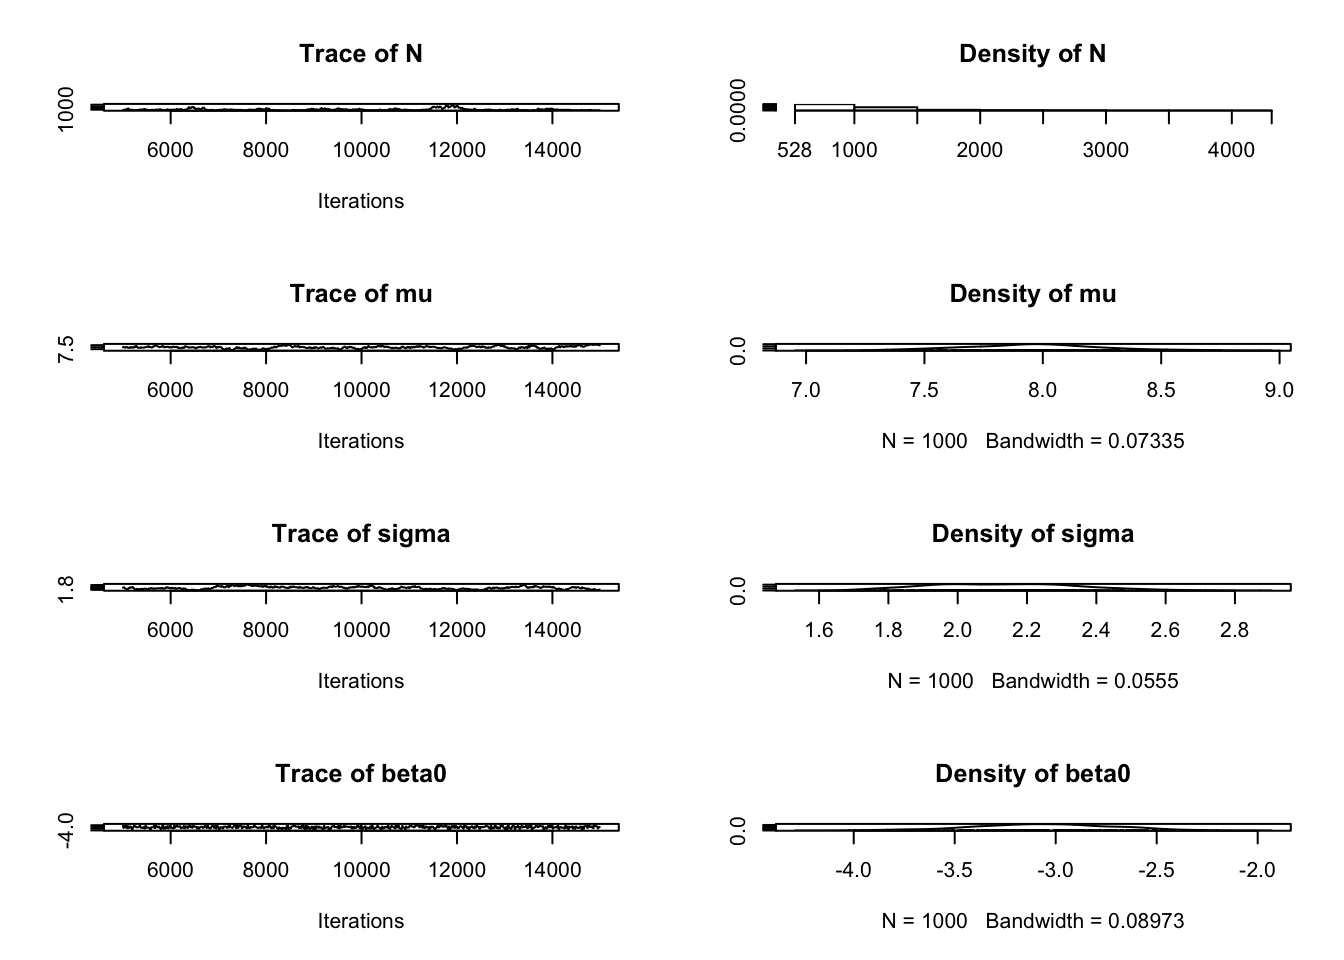 Trace of N
1000
6000 8000 10000 12000 14000
Iterations
Density of N
0.0000
528 1000 2000 3000 4000
Trace of mu
7.5
6000 8000 10000 12000 14000
Iterations
Density of mu
0.0
7.0 7.5 8.0 8.5 9.0
N = 1000 Bandwidth = 0.07335
Trace of sigma
1.8
6000 8000 10000 12000 14000
Iterations
Density of sigma
0.0
1.6 1.8 2.0 2.2 2.4 2.6 2.8
N = 1000 Bandwidth = 0.0555
Trace of beta0
-4.0
6000 8000 10000 12000 14000
Iterations
Density of beta0
0.0
-4.0 -3.5 -3.0 -2.5 -2.0
N = 1000 Bandwidth = 0.08973